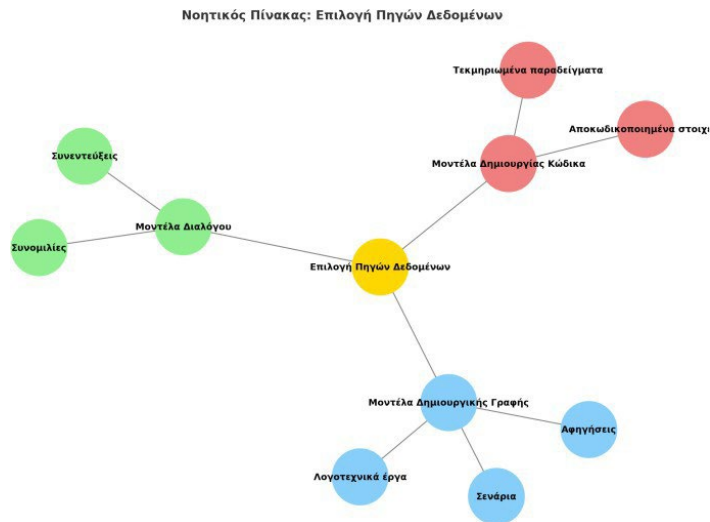 Νοητικός Πίνακας: Επιλογή Πηγών Δεδομένων
Τεκμηριωμένα παραδείγματα
Αποκωδικοποιημένα στοιχ
Συνεντεύξεις
Μοντέλα Δημιουργίας Κώδικα
Μοντέλα Διαλόγου
Συνομιλίες
Επιλογή Πηγών Δεδομένων
Μοντέλα Δημιουργικής Γραφής
Αφηγήσεις
Λογοτεχνικά έργα
Σενάρια